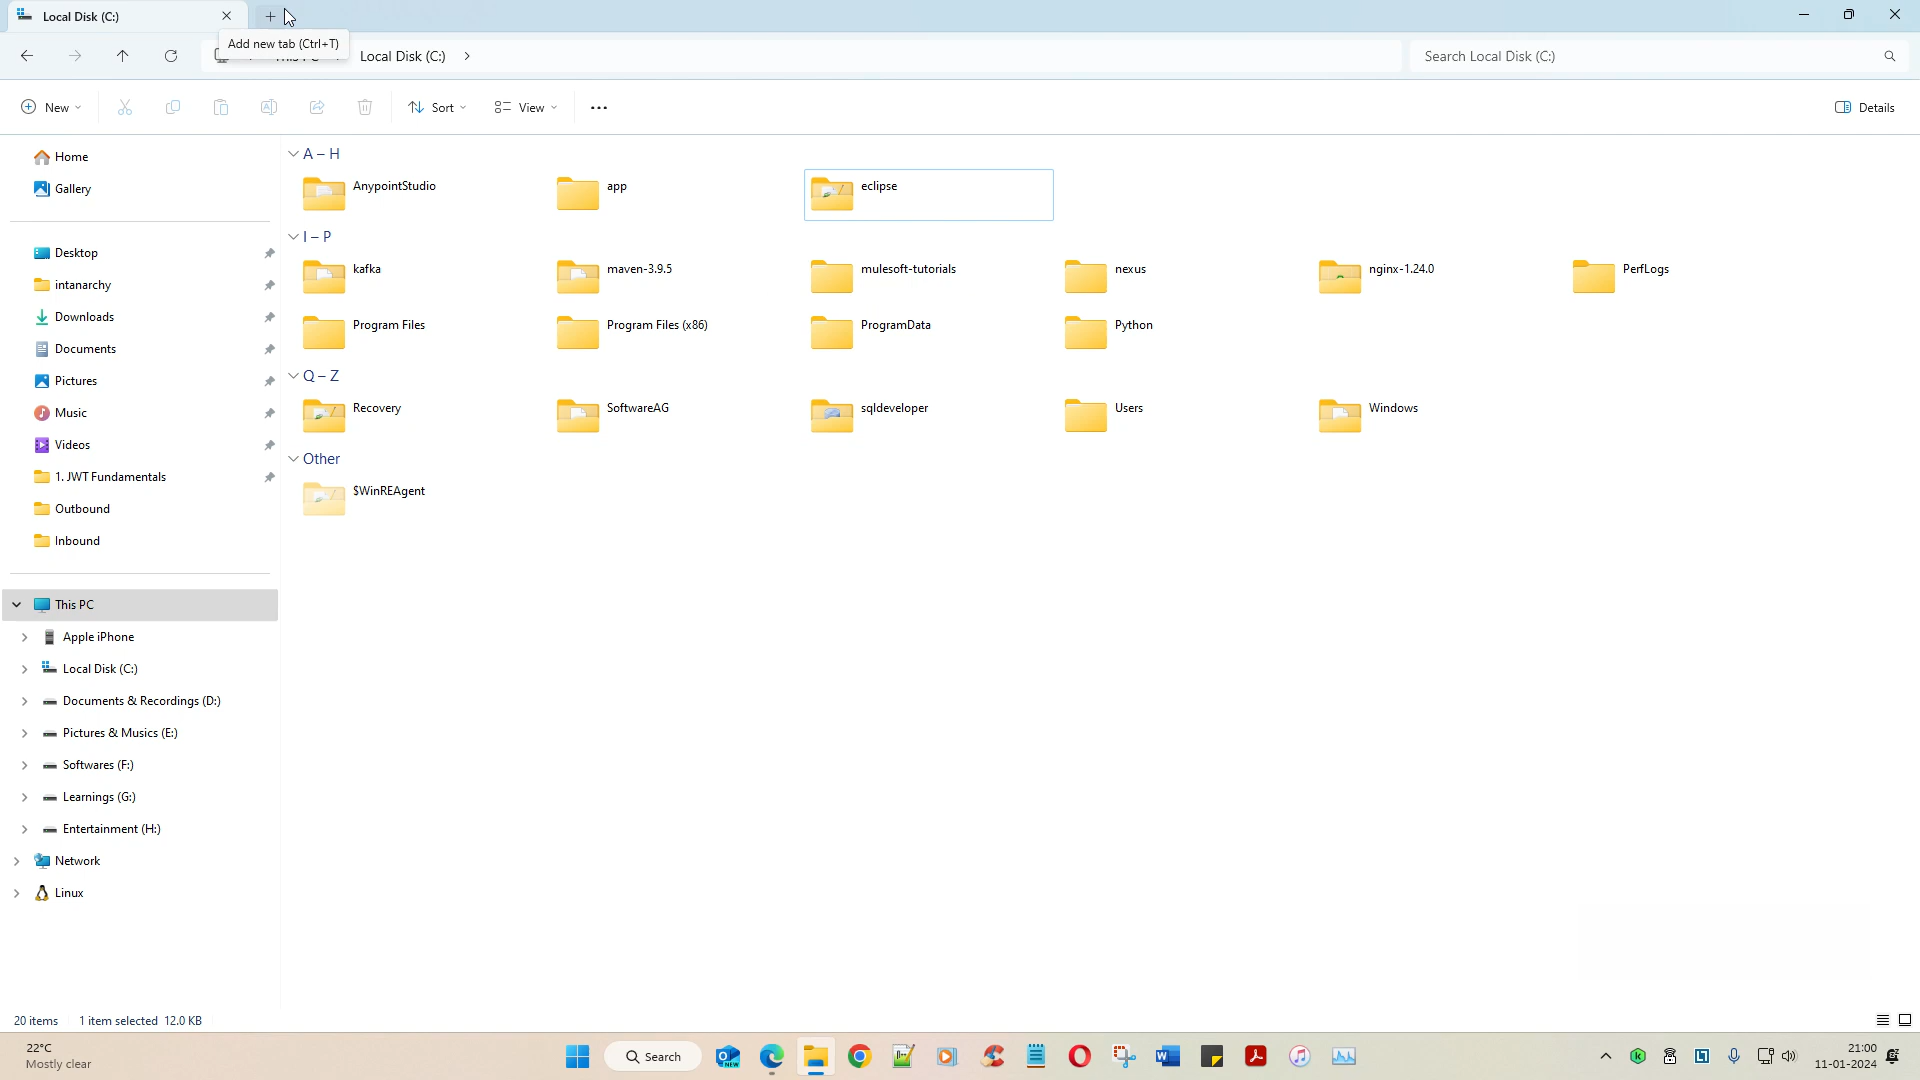 Local Disk (C:)
Add new tab (Ctrl+T)
Local Disk (C:)
Search Local Disk (C:)
New
Sort
View
Details
Home
Gallery
Desktop
intanarchy
Downloads
Documents
Pictures
Music
Videos
1. JWT Fundamentals
Outbound
Inbound
This PC
Apple iPhone
Local Disk (C:)
Documents & Recordings (D:)
Pictures & Musics (E:)
Softwares (F:)
Learnings (G:)
Entertainment (H:)
Network
Linux
A – H
AnypointStudio app eclipse
I – P
kafka maven-3.9.5 mulesoft-tutorials nexus nginx-1.24.0 PerfLogs
Program Files Program Files (x86) ProgramData Python
Q – Z
Recovery SoftwareAG sqldeveloper Users Windows
Other
$WinREAgent
20 items 1 item selected 12.0 KB
22°C
Mostly clear
Search
21:00
11-01-2024